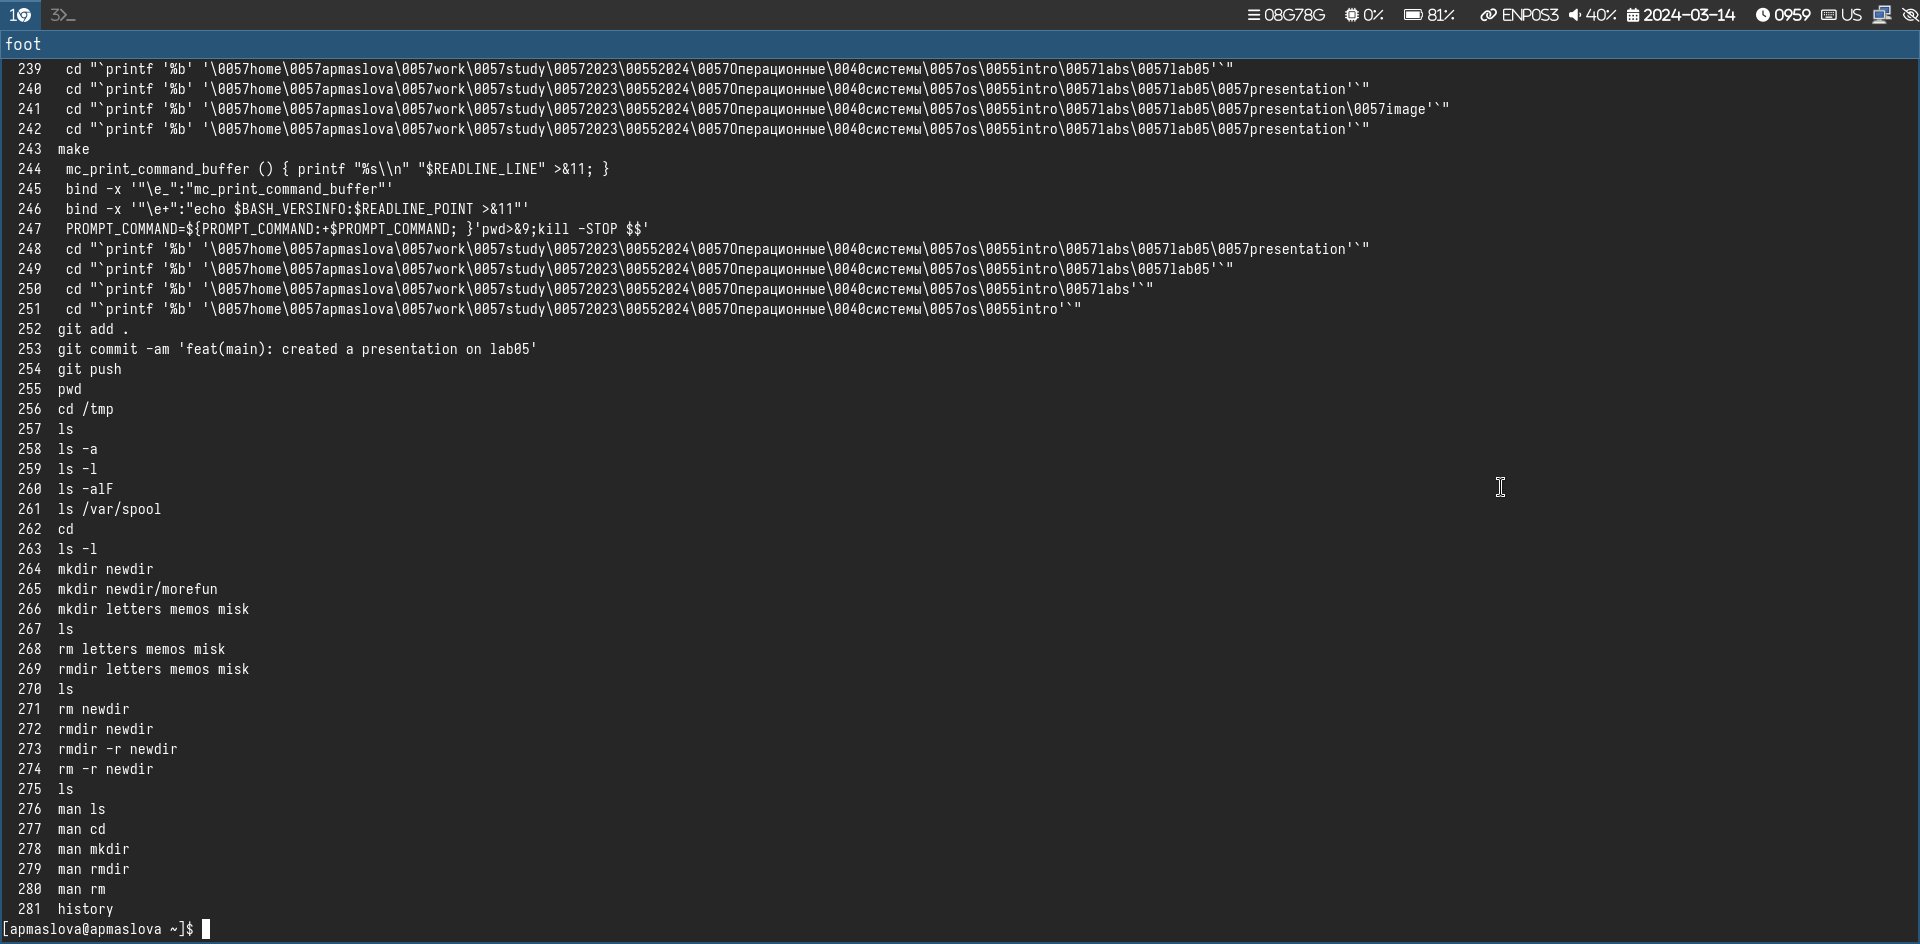 1 3 08G78G 0% 81% ENP0S3 40% 2024-03-14 0959 US
foot
239 cd "`printf '%b' '\0057home\0057apmaslova\0057work\0057study\00572023\00552024\0057Операционные\0040системы\0057os\0055intro\0057labs\0057lab05'`"
240 cd "`printf '%b' '\0057home\0057apmaslova\0057work\0057study\00572023\00552024\0057Операционные\0040системы\0057os\0055intro\0057labs\0057lab05\0057presentation'`"
241 cd "`printf '%b' '\0057home\0057apmaslova\0057work\0057study\00572023\00552024\0057Операционные\0040системы\0057os\0055intro\0057labs\0057lab05\0057presentation\0057image'`"
242 cd "`printf '%b' '\0057home\0057apmaslova\0057work\0057study\00572023\00552024\0057Операционные\0040системы\0057os\0055intro\0057labs\0057lab05\0057presentation'`"
243 make
244 mc_print_command_buffer () { printf "%s\\n" "$READLINE_LINE" >&11; }
245 bind -x '"\e_":"mc_print_command_buffer"'
246 bind -x '"\e+":"echo $BASH_VERSINFO:$READLINE_POINT >&11"'
247 PROMPT_COMMAND=${PROMPT_COMMAND:+$PROMPT_COMMAND; }'pwd>&9;kill -STOP $$'
248 cd "`printf '%b' '\0057home\0057apmaslova\0057work\0057study\00572023\00552024\0057Операционные\0040системы\0057os\0055intro\0057labs\0057lab05\0057presentation'`"
249 cd "`printf '%b' '\0057home\0057apmaslova\0057work\0057study\00572023\00552024\0057Операционные\0040системы\0057os\0055intro\0057labs\0057lab05'`"
250 cd "`printf '%b' '\0057home\0057apmaslova\0057work\0057study\00572023\00552024\0057Операционные\0040системы\0057os\0055intro\0057labs'`"
251 cd "`printf '%b' '\0057home\0057apmaslova\0057work\0057study\00572023\00552024\0057Операционные\0040системы\0057os\0055intro'`"
252 git add .
253 git commit -am 'feat(main): created a presentation on lab05'
254 git push
255 pwd
256 cd /tmp
257 ls
258 ls -a
259 ls -l
260 ls -alF
261 ls /var/spool
262 cd
263 ls -l
264 mkdir newdir
265 mkdir newdir/morefun
266 mkdir letters memos misk
267 ls
268 rm letters memos misk
269 rmdir letters memos misk
270 ls
271 rm newdir
272 rmdir newdir
273 rmdir -r newdir
274 rm -r newdir
275 ls
276 man ls
277 man cd
278 man mkdir
279 man rmdir
280 man rm
281 history
[apmaslova@apmaslova ~]$